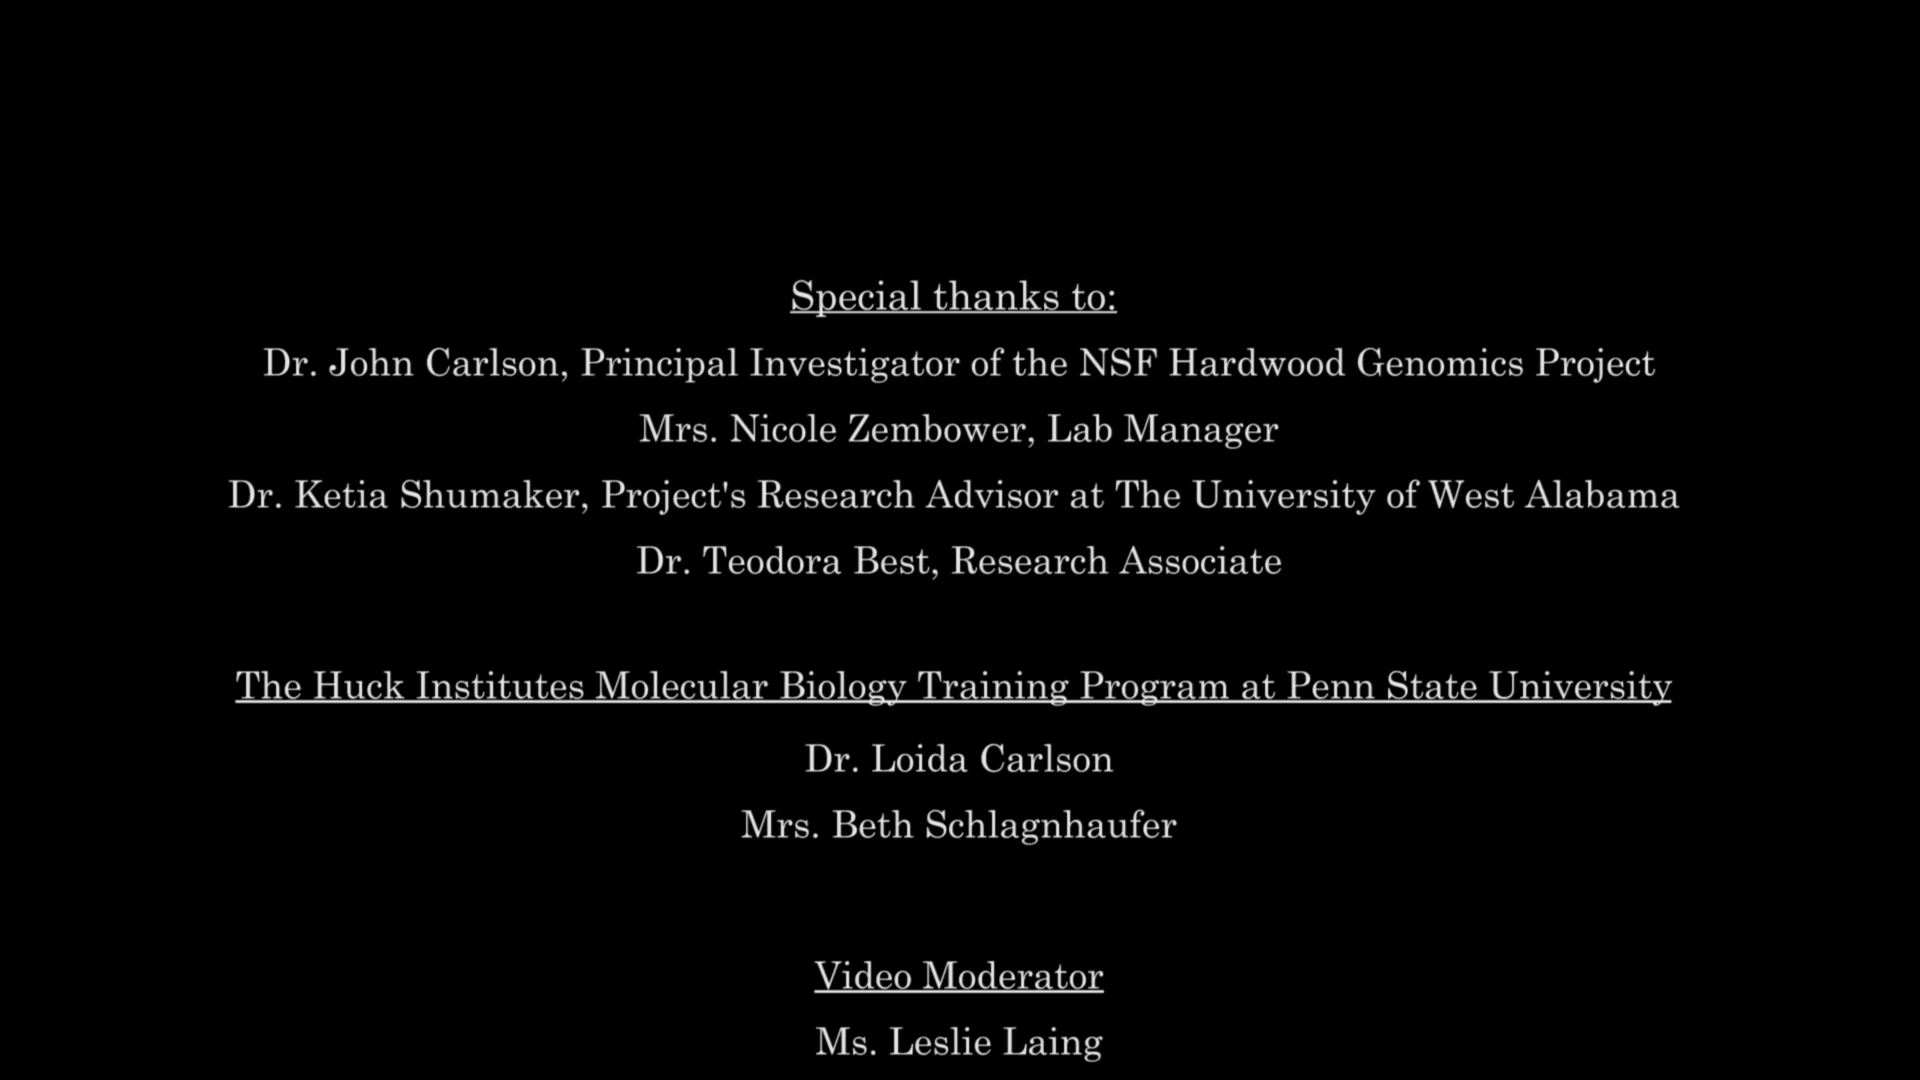 Special thanks to:
Dr. John Carlson, Principal Investigator of the NSF Hardwood Genomics Project
Mrs. Nicole Zembower, Lab Manager
Dr. Ketia Shumaker, Project's Research Advisor at The University of West Alabama
Dr. Teodora Best, Research Associate
The Huck Institutes Molecular Biology Training Program at Penn State University
Dr. Loida Carlson
Mrs. Beth Schlagnhaufer
Video Moderator
Ms. Leslie Laing